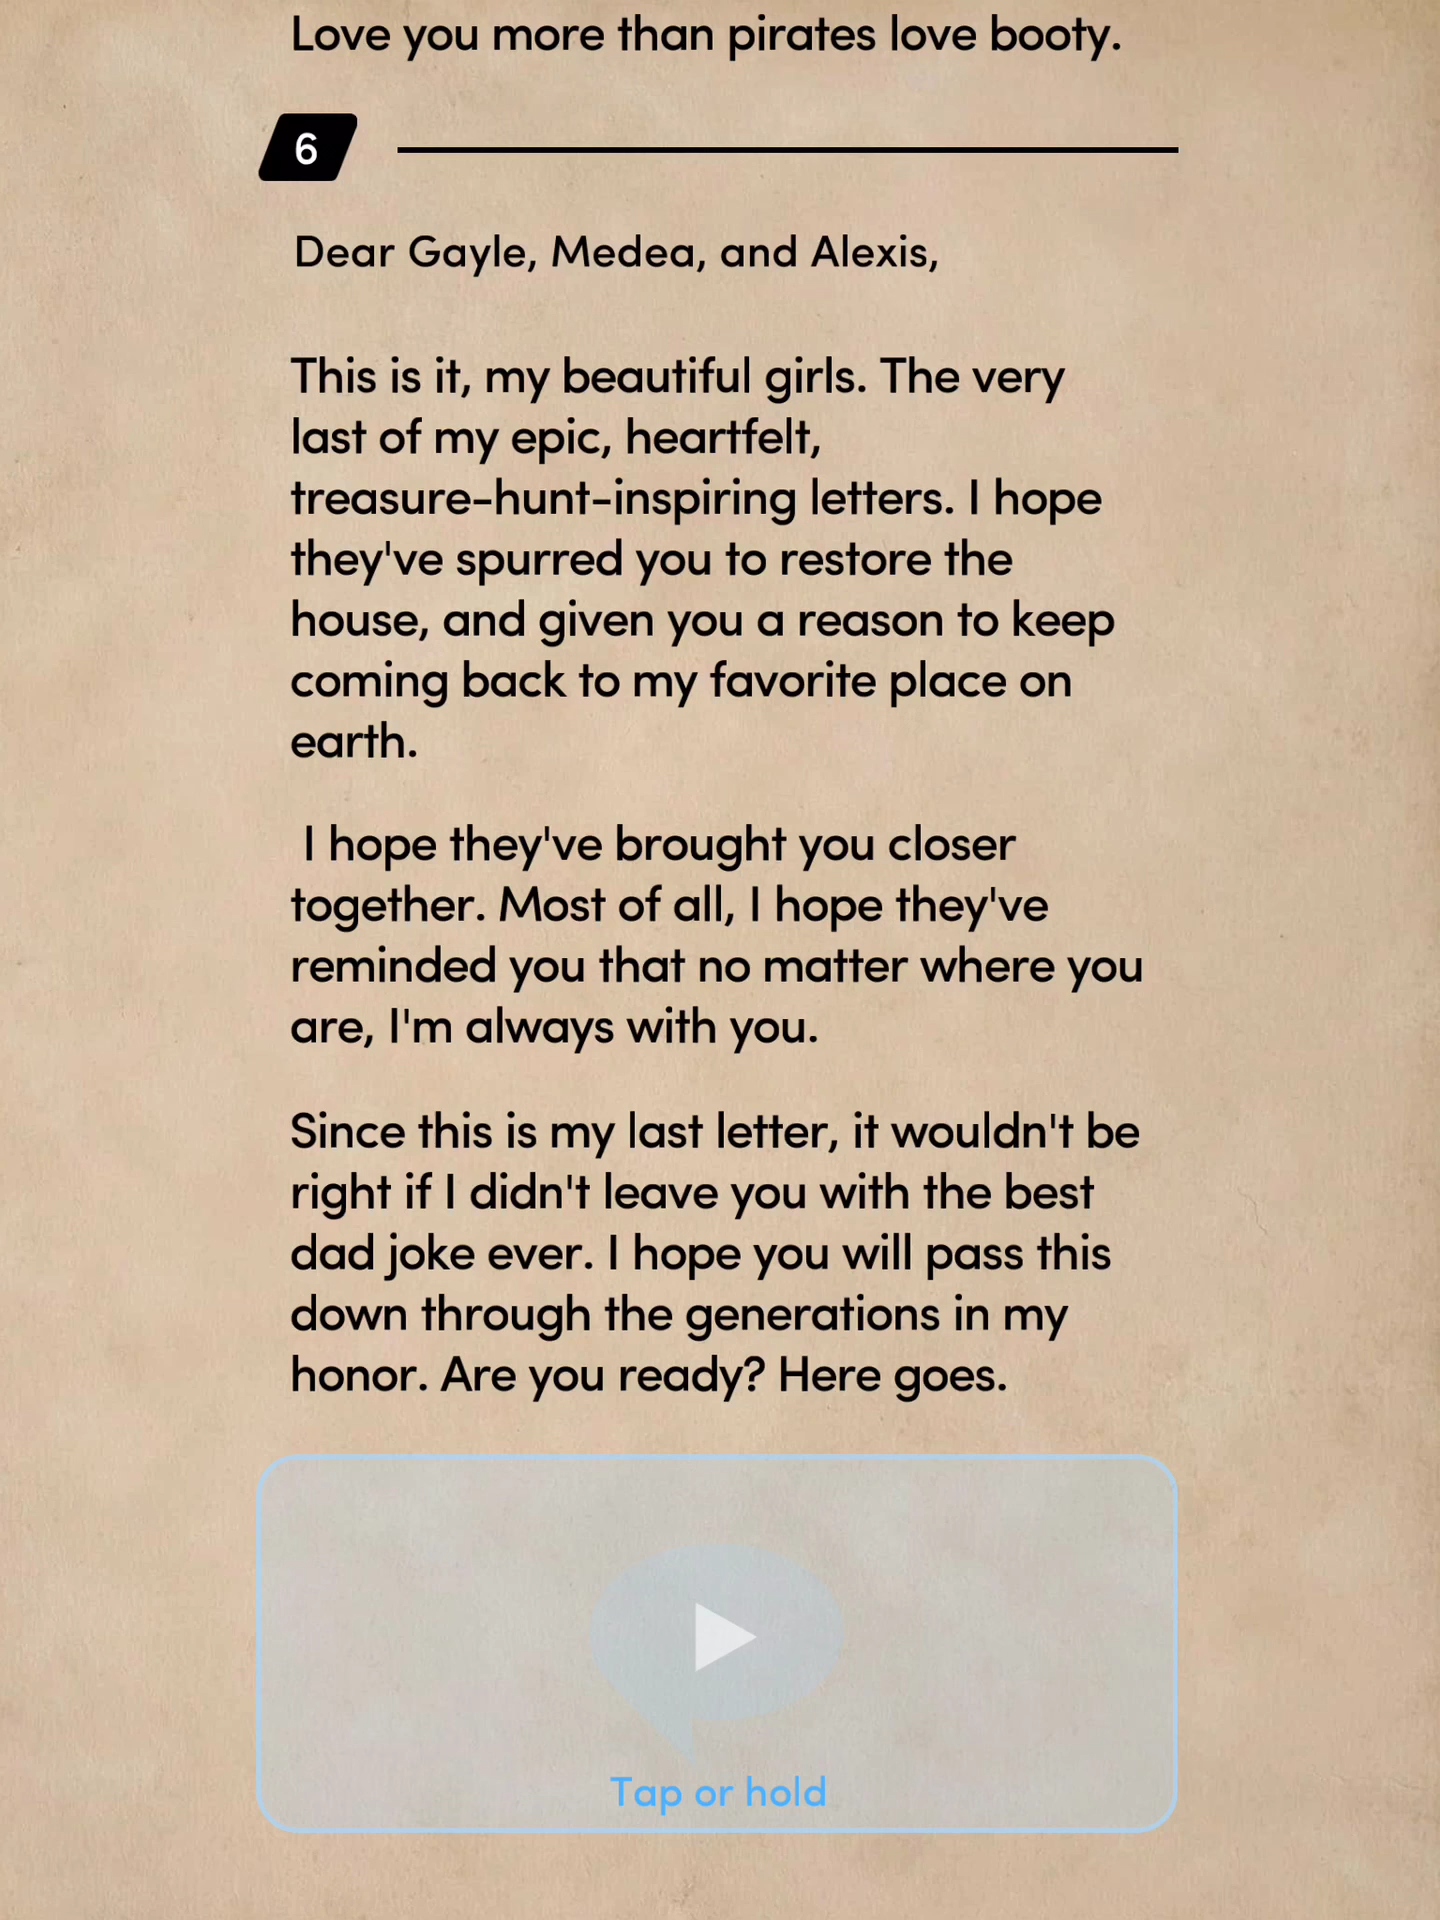 Love you more than pirates love booty.
6
Dear Gayle, Medea, and Alexis,
This is it, my beautiful girls. The very
last of my epic, heartfelt,
treasure-hunt-inspiring letters. I hope
they've spurred you to restore the
house, and given you a reason to keep
coming back to my favorite place on
earth.
I hope they've brought you closer
together. Most of all, I hope they've
reminded you that no matter where you
are, I'm always with you.
Since this is my last letter, it wouldn't be
right if I didn't leave you with the best
dad joke ever. I hope you will pass this
down through the generations in my
honor. Are you ready? Here goes.
Tap or hold